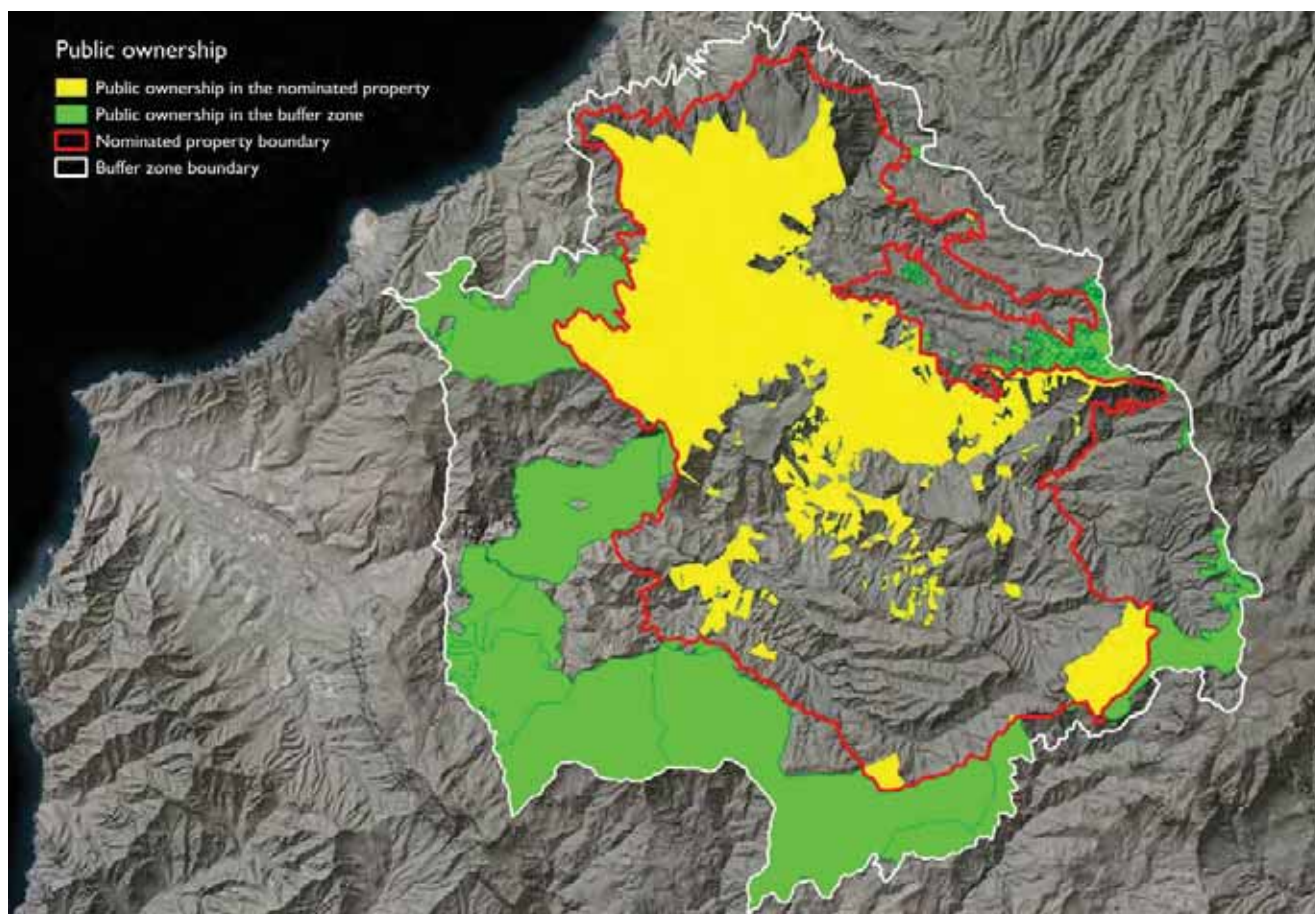 Public ownership
Public ownership in the nominated property
Public ownership in the buffer zone
Nominated property boundary
Buffer zone boundary